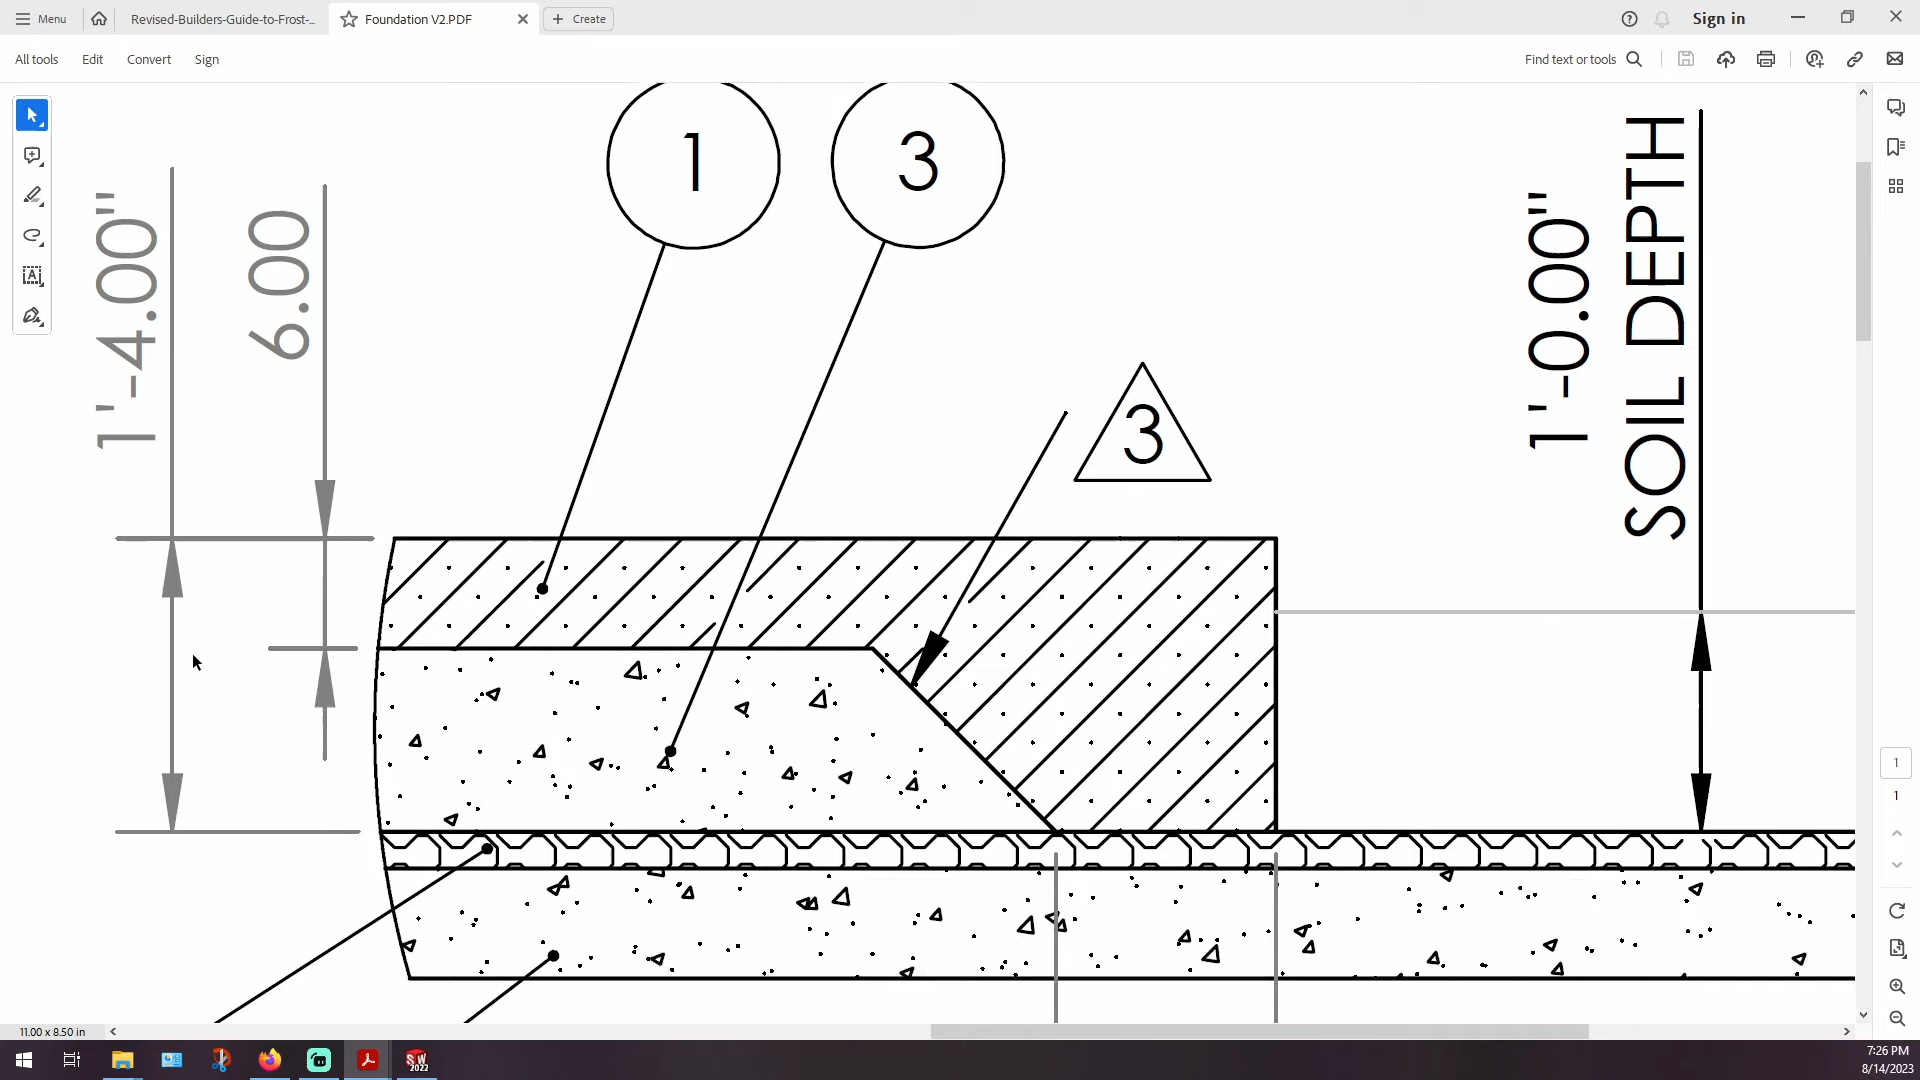 Menu
Revised-Builders-Guide-to-Frost-...
Foundation V2.PDF
Create
Sign in
All tools
Edit
Convert
Sign
Find text or tools
1
3
1'-4.00"
6.00
3
1'-0.00"
SOIL DEPTH
1
1
11.00 x 8.50 in
SW
2022
7:26 PM
8/14/2023